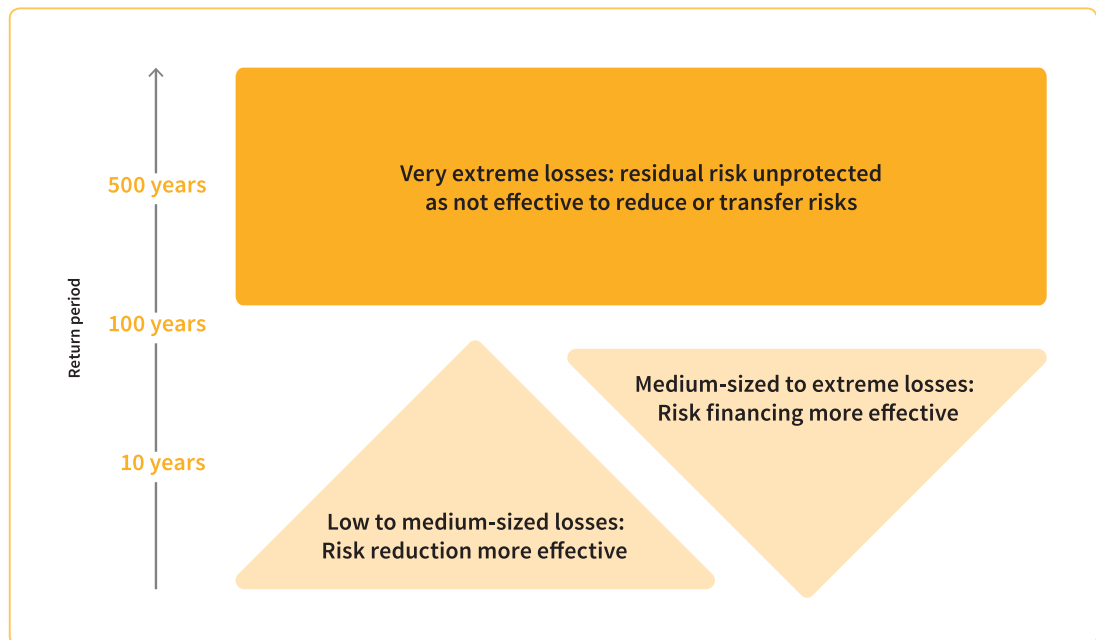 Very extreme losses: residual risk unprotected
as not effective to reduce or transfer risks
500 years
Return period
100 years
Medium-sized to extreme losses:
Risk financing more effective
10 years
Low to medium-sized losses:
Risk reduction more effective